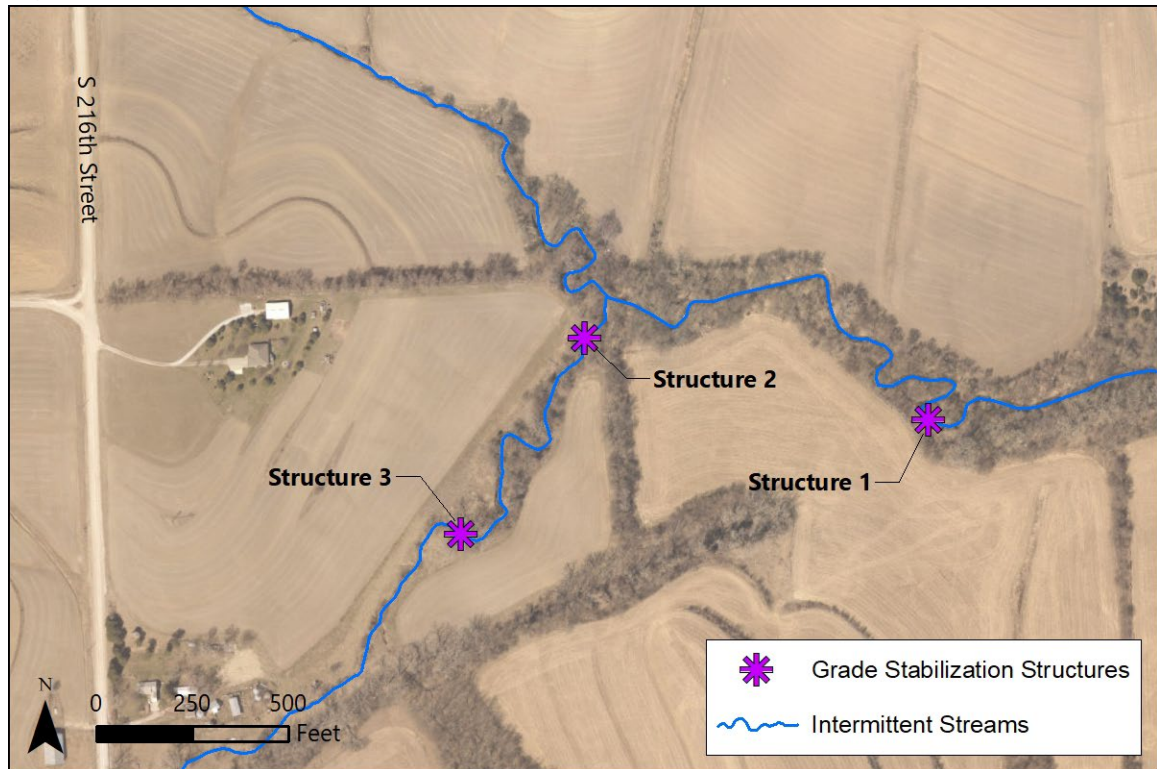 S 216th Street
Structure 2
Structure 3
Structure 1
N
0 250 500
Feet
Grade Stabilization Structures
Intermittent Streams